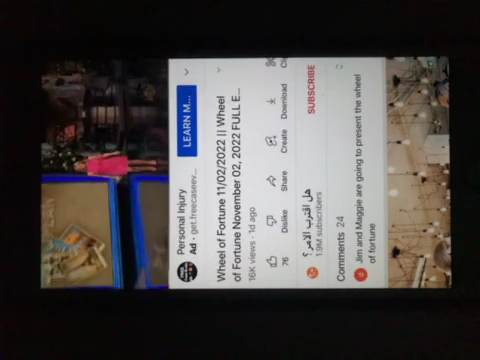 Personal Injury
Ad · get.freecaseev...
LEARN M...
Wheel of Fortune 11/02/2022 || Wheel
of Fortune November 02, 2022 FULL E...
16K views · 1d ago
76
Dislike
Share
Create
Download
هل اقترب الامر؟
1.9M subscribers
SUBSCRIBE
Comments 24
Jim and Maggie are going to present the wheel
of fortune